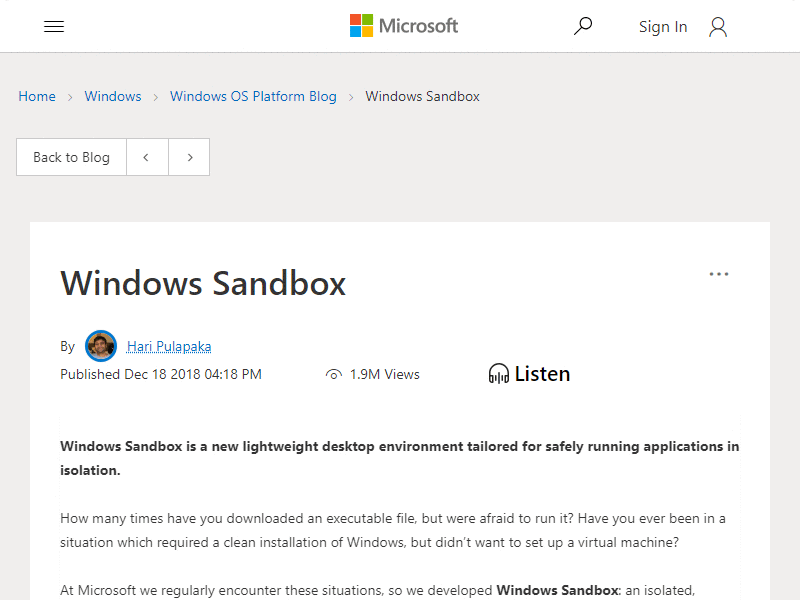 Microsoft
Sign In
Home > Windows > Windows OS Platform Blog > Windows Sandbox
Back to Blog
Windows Sandbox
By Hari Pulapaka
Published Dec 18 2018 04:18 PM 1.9M Views Listen
Windows Sandbox is a new lightweight desktop environment tailored for safely running applications in
isolation.
How many times have you downloaded an executable file, but were afraid to run it? Have you ever been in a
situation which required a clean installation of Windows, but didn’t want to set up a virtual machine?
At Microsoft we regularly encounter these situations, so we developed Windows Sandbox: an isolated,